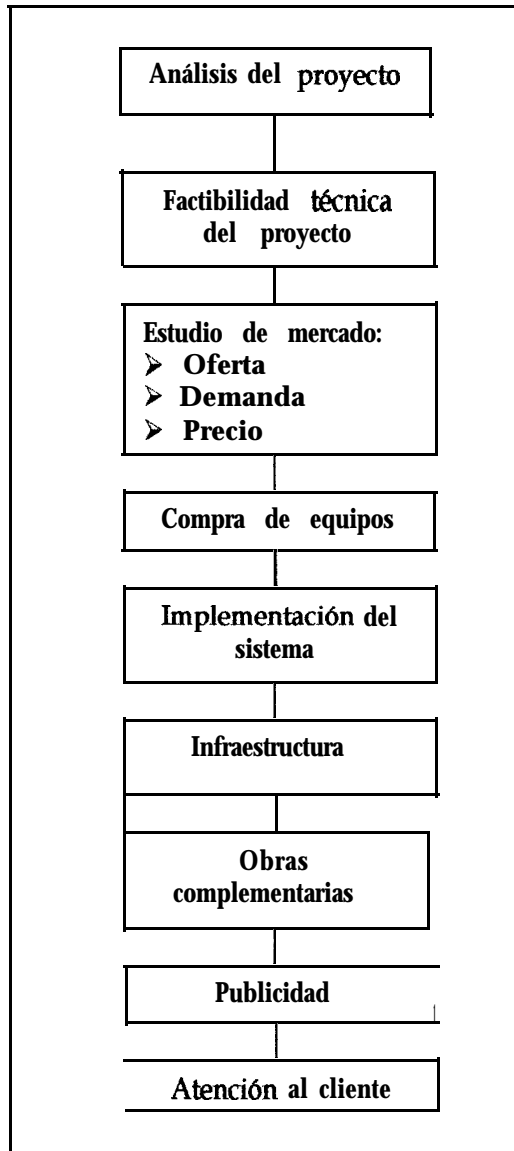 Análisis del proyecto
Factibilidad técnica
del proyecto
Estudio de mercado:
➢ Oferta
➢ Demanda
➢ Precio
Compra de equipos
Implementación del
sistema
Infraestructura
Obras
complementarias
Publicidad
Atención al cliente